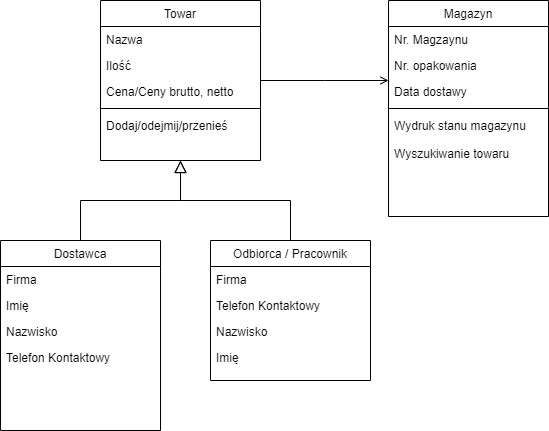 Towar
Nazwa
Ilość
Cena/Ceny brutto, netto
Dodaj/odejmij/przenieś
Magazyn
Nr. Magzaynu
Nr. opakowania
Data dostawy
Wydruk stanu magazynu
Wyszukiwanie towaru
Dostawca
Firma
Imię
Nazwisko
Telefon Kontaktowy
Odbiorca / Pracownik
Firma
Telefon Kontaktowy
Nazwisko
Imię